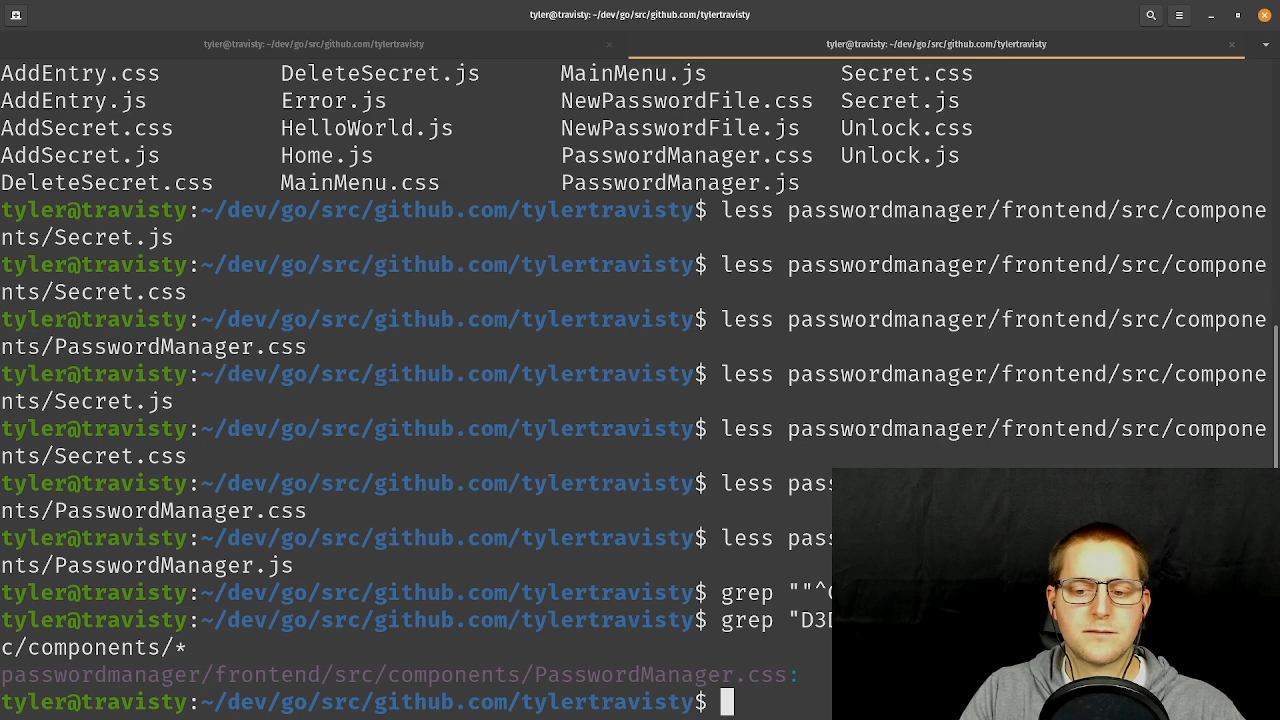 tyler@travisty: ~/dev/go/src/github.com/tylertravisty
tyler@travisty: ~/dev/go/src/github.com/tylertravisty × tyler@travisty: ~/dev/go/src/github.com/tylertravisty ×
AddEntry.css DeleteSecret.js MainMenu.js Secret.css
AddEntry.js Error.js NewPasswordFile.css Secret.js
AddSecret.css HelloWorld.js NewPasswordFile.js Unlock.css
AddSecret.js Home.js PasswordManager.css Unlock.js
DeleteSecret.css MainMenu.css PasswordManager.js
tyler@travisty:~/dev/go/src/github.com/tylertravisty$ less passwordmanager/frontend/src/compone
nts/Secret.js
tyler@travisty:~/dev/go/src/github.com/tylertravisty$ less passwordmanager/frontend/src/compone
nts/Secret.css
tyler@travisty:~/dev/go/src/github.com/tylertravisty$ less passwordmanager/frontend/src/compone
nts/PasswordManager.css
tyler@travisty:~/dev/go/src/github.com/tylertravisty$ less passwordmanager/frontend/src/compone
nts/Secret.js
tyler@travisty:~/dev/go/src/github.com/tylertravisty$ less passwordmanager/frontend/src/compone
nts/Secret.css
tyler@travisty:~/dev/go/src/github.com/tylertravisty$ less pas
nts/PasswordManager.css
tyler@travisty:~/dev/go/src/github.com/tylertravisty$ less pas
nts/PasswordManager.js
tyler@travisty:~/dev/go/src/github.com/tylertravisty$ grep ""^
tyler@travisty:~/dev/go/src/github.com/tylertravisty$ grep "D3
c/components/*
passwordmanager/frontend/src/components/PasswordManager.css:
tyler@travisty:~/dev/go/src/github.com/tylertravisty$